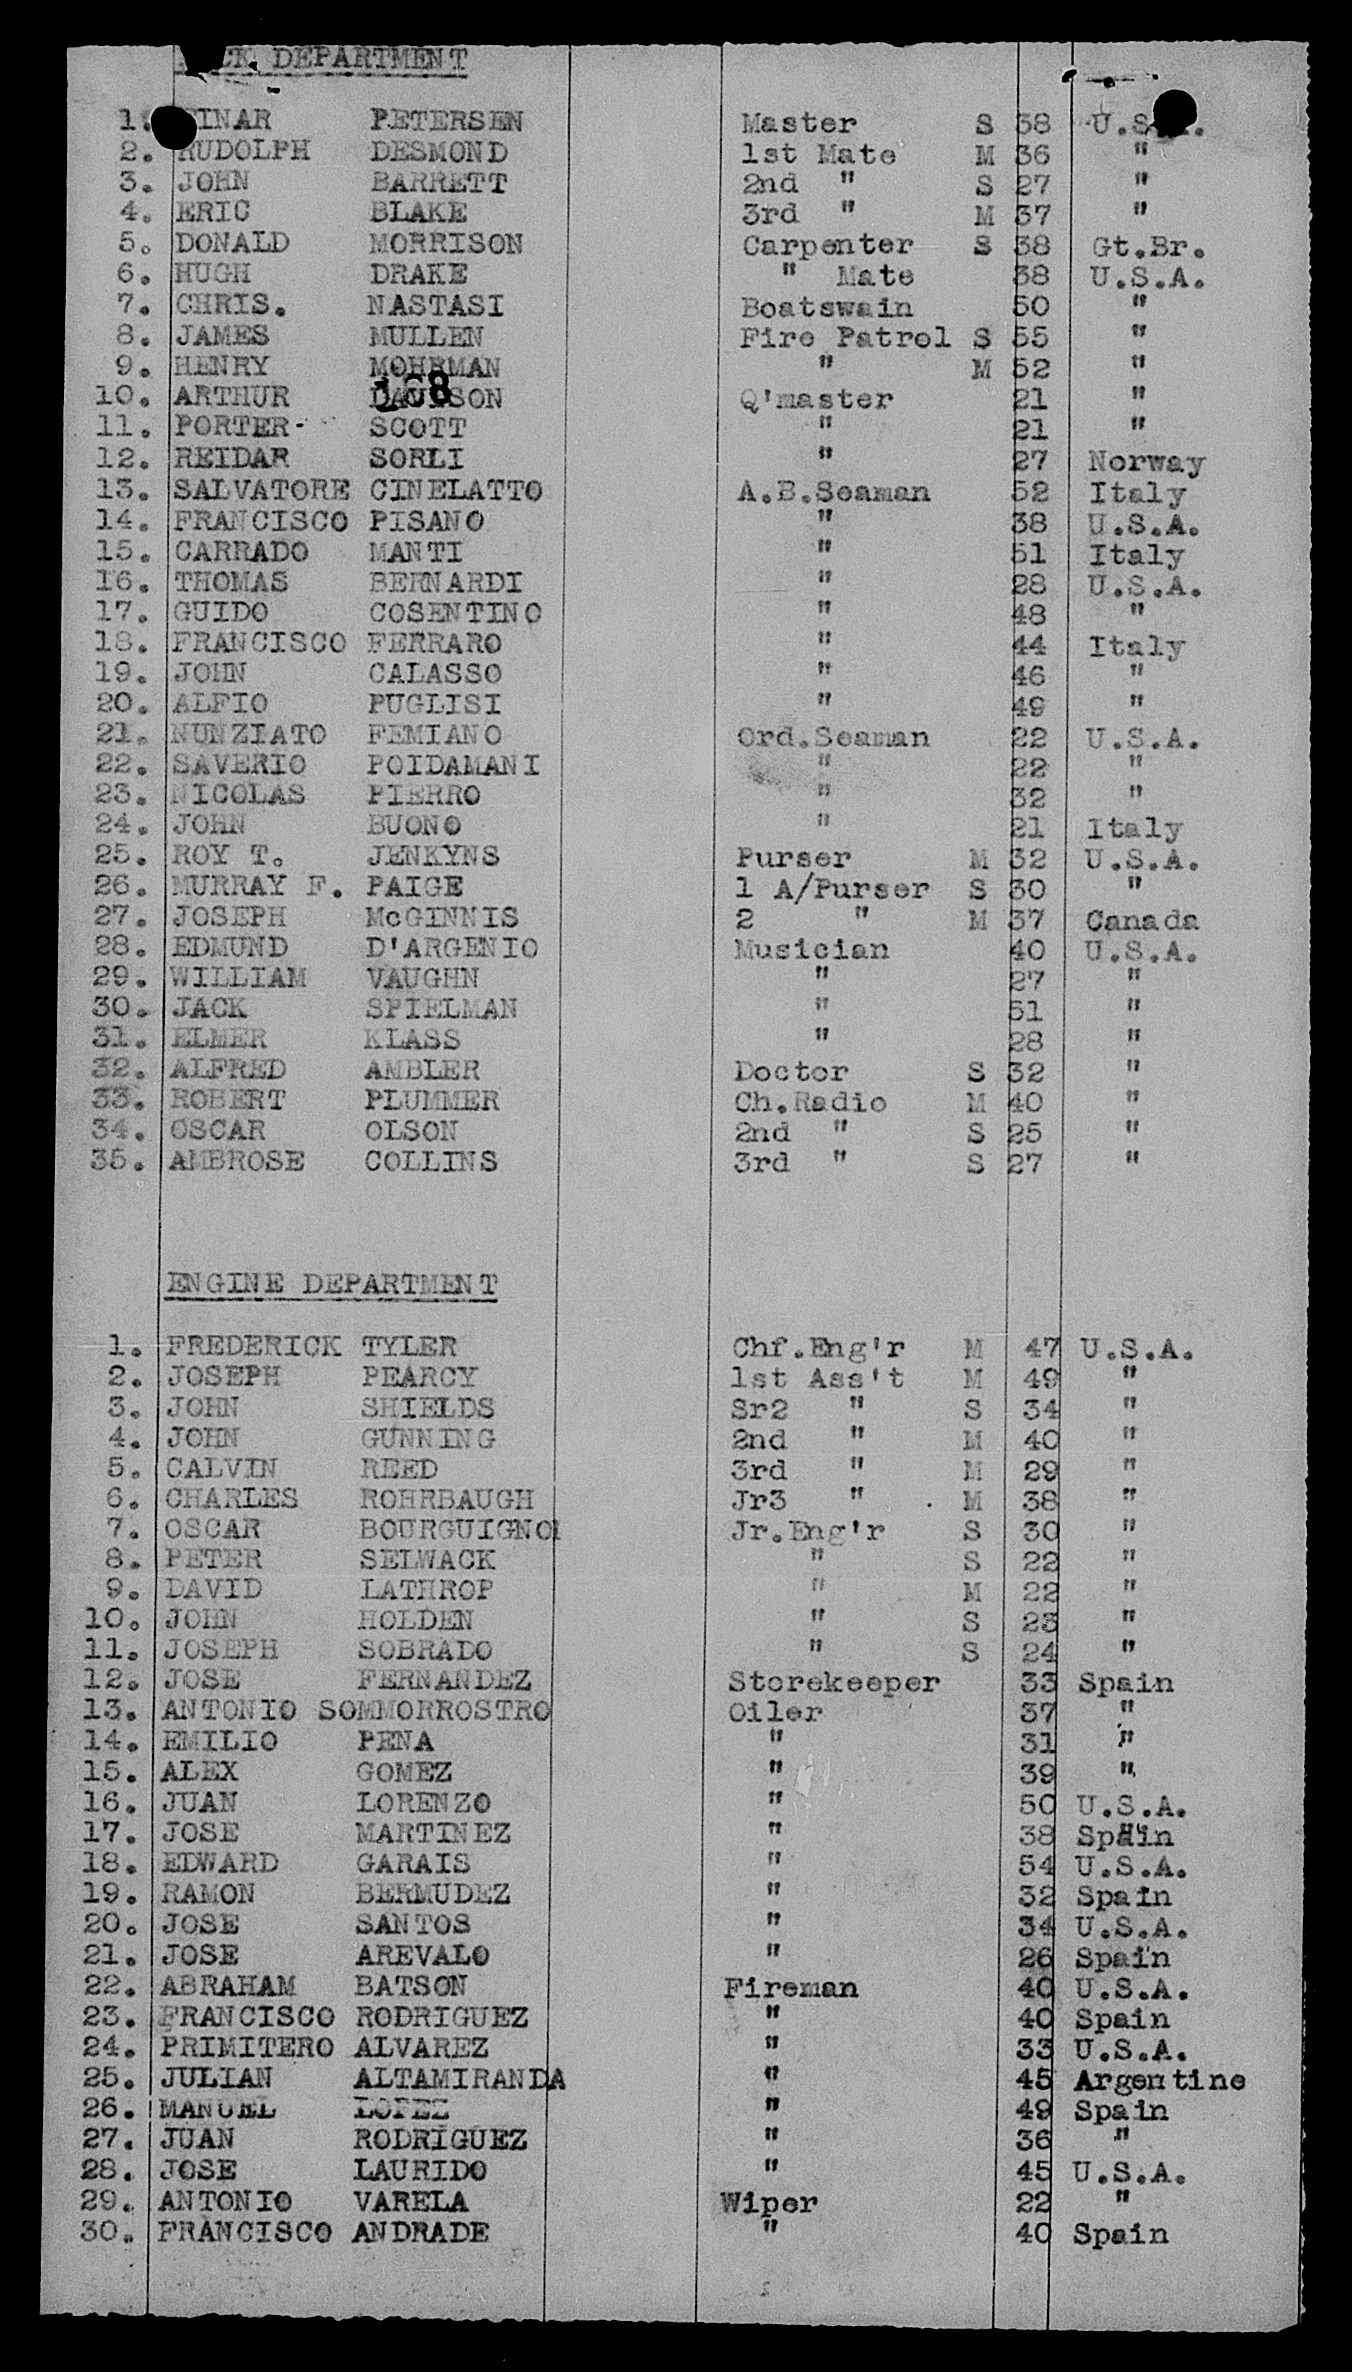 DEPARTMENT
1. INAR PETERSEN Master S 38 U.S.A.
2. RUDOLPH DESMOND 1st Mate M 36 "
3. JOHN BARRETT 2nd " S 27 "
4. ERIC BLAKE 3rd " M 37 "
5. DONALD MORRISON Carpenter S 38 Gt.Br.
6. HUGH DRAKE " Mate 38 U.S.A.
7. CHRIS. NASTASI Boatswain 50 "
8. JAMES MULLEN Fire Patrol S 55 "
9. HENRY MOHRMAN " M 52 "
10. ARTHUR DAVISON Q'master 21 "
168
11. PORTER SCOTT " 21 "
12. REIDAR SORLI " 27 Norway
13. SALVATORE CINELATTO A.B.Seaman 52 Italy
14. FRANCISCO PISANO " 38 U.S.A.
15. CARRADO MANTI " 51 Italy
16. THOMAS BERNARDI " 28 U.S.A.
17. GUIDO COSENTINO " 48 "
18. FRANCISCO FERRARO " 44 Italy
19. JOHN CALASSO " 46 "
20. ALFIO PUGLISI " 49 "
21. NUNZIATO FEMIANO Ord.Seaman 22 U.S.A.
22. SAVERIO POIDAMANI " 22 "
23. NICOLAS PIERRO " 32 "
24. JOHN BUONO " 21 Italy
25. ROY T. JENKYNS Purser M 32 U.S.A.
26. MURRAY F. PAIGE 1 A/Purser S 30 "
27. JOSEPH McGINNIS 2 " M 37 Canada
28. EDMUND D'ARGENIO Musician 40 U.S.A.
29. WILLIAM VAUGHN " 27 "
30. JACK SPIELMAN " 51 "
31. ELMER KLASS " 28 "
32. ALFRED AMBLER Doctor S 32 "
33. ROBERT PLUMMER Ch.Radio M 40 "
34. OSCAR OLSON 2nd " S 25 "
35. AMBROSE COLLINS 3rd " S 27 "
ENGINE DEPARTMENT
1. FREDERICK TYLER Chf.Eng'r M 47 U.S.A.
2. JOSEPH PEARCY 1st Ass't M 49 "
3. JOHN SHIELDS Sr2 " S 34 "
4. JOHN GUNNING 2nd " M 40 "
5. CALVIN REED 3rd " M 29 "
6. CHARLES ROHRBAUGH Jr3 " M 38 "
7. OSCAR BOURGUIGNON Jr.Eng'r S 30 "
8. PETER SELWACK " S 22 "
9. DAVID LATHROP " M 22 "
10. JOHN HOLDEN " S 23 "
11. JOSEPH SOBRADO " S 24 "
12. JOSE FERNANDEZ Storekeeper 33 Spain
13. ANTONIO SOMMORROSTRO Oiler 37 "
14. EMILIO PENA " 31 "
15. ALEX GOMEZ " 39 "
16. JUAN LORENZO " 50 U.S.A.
17. JOSE MARTINEZ " 38 Spain
18. EDWARD GARAIS " 54 U.S.A.
19. RAMON BERMUDEZ " 32 Spain
20. JOSE SANTOS " 34 U.S.A.
21. JOSE AREVALO " 26 Spain
22. ABRAHAM BATSON Fireman 40 U.S.A.
23. FRANCISCO RODRIGUEZ " 40 Spain
24. PRIMITERO ALVAREZ " 33 U.S.A.
25. JULIAN ALTAMIRANDA " 45 Argentine
26. MANUEL LOPEZ " 49 Spain
27. JUAN RODRIGUEZ " 36 "
28. JOSE LAURIDO " 45 U.S.A.
29. ANTONIO VARELA Wiper 22 "
30. FRANCISCO ANDRADE " 40 Spain